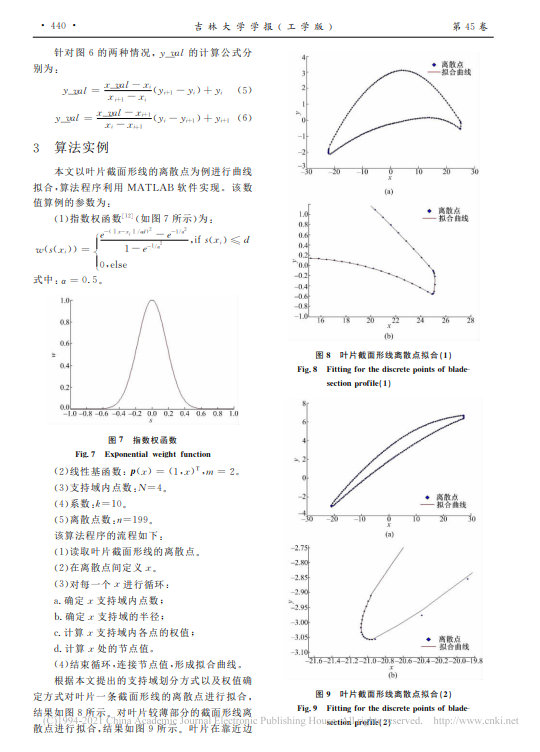 · 440 ·
吉林大学学报(工学版)
第45卷
针对图6的两种情况，y_val 的计算公式分
别为：
y_val = \frac{x_val − x_i}{x_{i+1} − x_i}(y_{i+1} − y_i) + y_i (5)
y_val = \frac{x_val − x_{i+1}}{x_i − x_{i+1}}(y_i − y_{i+1}) + y_{i+1} (6)
3 算法实例
本文以叶片截面形线的离散点为例进行曲线
拟合，算法程序利用 MATLAB 软件实现。该数
值算例的参数为：
(1)指数权函数[12](如图7所示)为：
w(s(x_i)) = { \frac{e^{-(|x-x_i|/αd)^2} − e^{-1/α^2}}{1 − e^{-1/α^2}}, if s(x_i) ⩽ d
0, else
式中：α = 0.5。
1.0
0.8
0.6
w
0.4
0.2
0.0
-1.0 -0.8 -0.6 -0.4 -0.2 0.0 0.2 0.4 0.6 0.8 1.0
s
图7 指数权函数
Fig. 7 Exponential weight function
(2)线性基函数：p(x) = (1,x)^T, m = 2。
(3)支持域内点数：N=4。
(4)系数：k=10。
(5)离散点数：n=199。
该算法程序的流程如下：
(1)读取叶片截面形线的离散点。
(2)在离散点间定义 x。
(3)对每一个 x 进行循环：
a. 确定 x 支持域内点数；
b. 确定 x 支持域的半径；
c. 计算 x 支持域内各点的权值；
d. 计算 x 处的节点值。
(4)结束循环，连接节点值，形成拟合曲线。
根据本文提出的支持域划分方式以及权值确
定方式对叶片一条截面形线的离散点进行拟合，
结果如图8所示。对叶片较薄部分的截面形线离
散点进行拟合，结果如图9所示。叶片在靠近边
4
3
2
1
y
0
-1
-2
-3
-30 -20 -10 0 10 20 30
x
离散点
拟合曲线
(a)
1.0
0.8
0.6
0.4
0.2
y
0.0
-0.2
-0.4
-0.6
-0.8
-1.0
16 18 20 22 24 26 28
x
离散点
拟合曲线
(b)
图8 叶片截面形线离散点拟合(1)
Fig. 8 Fitting for the discrete points of blade-
section profile(1)
8
6
4
2
y
0
-2
-4
-30 -20 -10 0 10 20 30
x
离散点
拟合曲线
(a)
-2.75
-2.80
-2.85
-2.90
y
-2.95
-3.00
-3.05
-3.10
-21.6 -21.4 -21.2 -21.0 -20.8 -20.6 -20.4 -20.2 -20.0 -19.8
x
离散点
拟合曲线
(b)
图9 叶片截面形线离散点拟合(2)
Fig. 9 Fitting for the discrete points of blade-
section profile(2)
(C)1994-2021 China Academic Journal Electronic Publishing House. All rights reserved. http://www.cnki.net